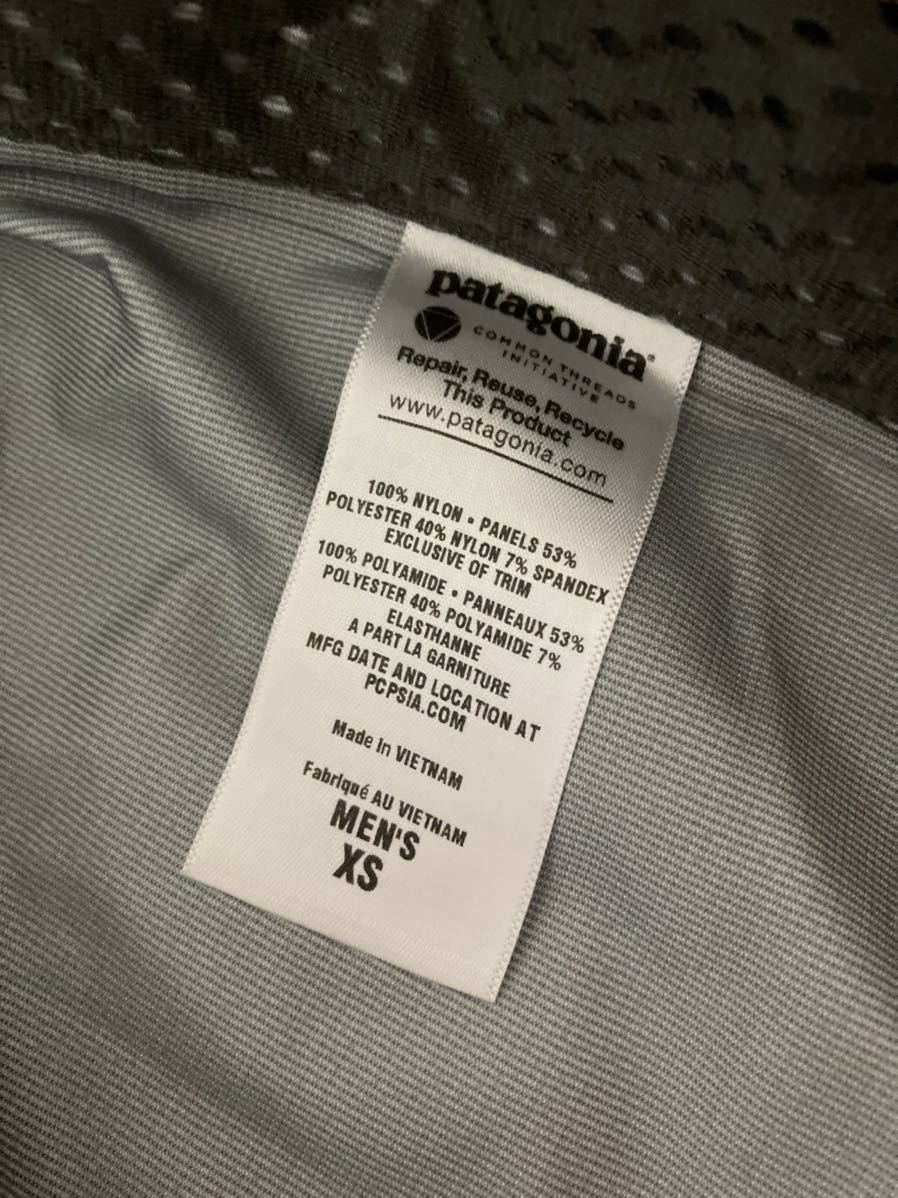 patagonia®
COMMON THREADS
INITIATIVE
Repair, Reuse, Recycle
This Product
www.patagonia.com
100% NYLON • PANELS 53%
POLYESTER 40% NYLON 7% SPANDEX
EXCLUSIVE OF TRIM
100% POLYAMIDE • PANNEAUX 53%
POLYESTER 40% POLYAMIDE 7%
ELASTHANNE
A PART LA GARNITURE
MFG DATE AND LOCATION AT
PCPSIA.COM
Made in VIETNAM
Fabriqué AU VIETNAM
MEN'S
XS